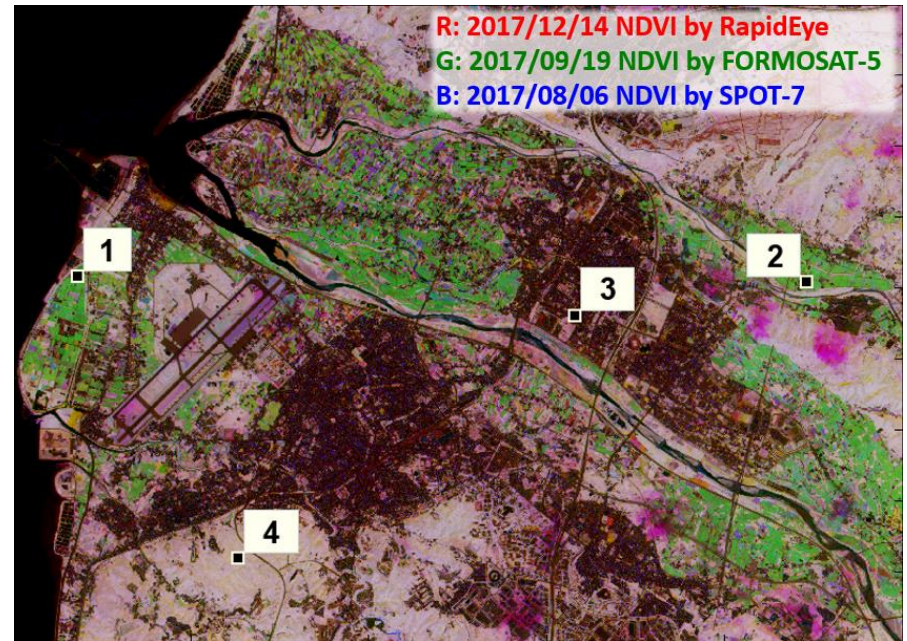 R: 2017/12/14 NDVI by RapidEye
G: 2017/09/19 NDVI by FORMOSAT-5
B: 2017/08/06 NDVI by SPOT-7
1
2
3
4